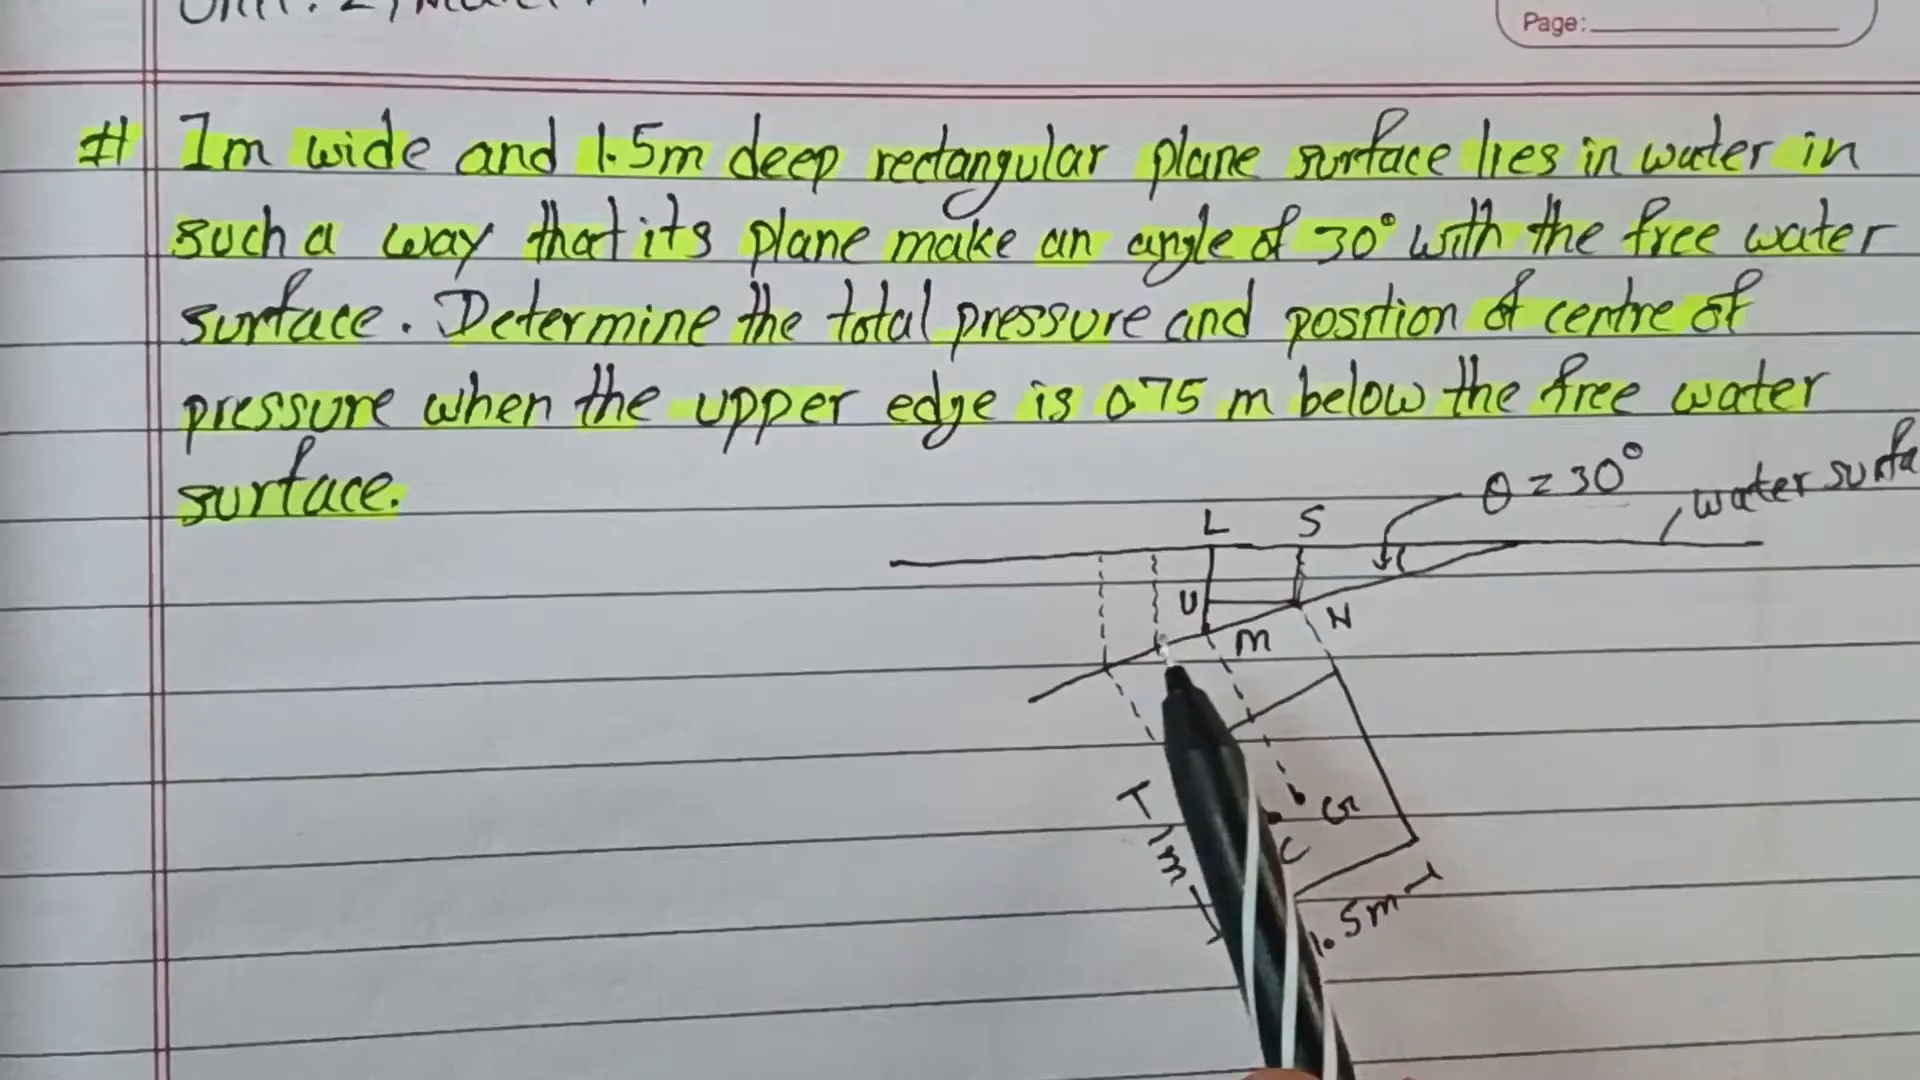 Page:
# 1m wide and 1.5m deep rectangular plane surface lies in water in
such a way that its plane make an angle of 30° with the free water
surface. Determine the total pressure and position of centre of
pressure when the upper edge is 0.75 m below the free water
surface.
θ = 30°
water surfa
L S
U
M
N
G
C
1m
1.5m